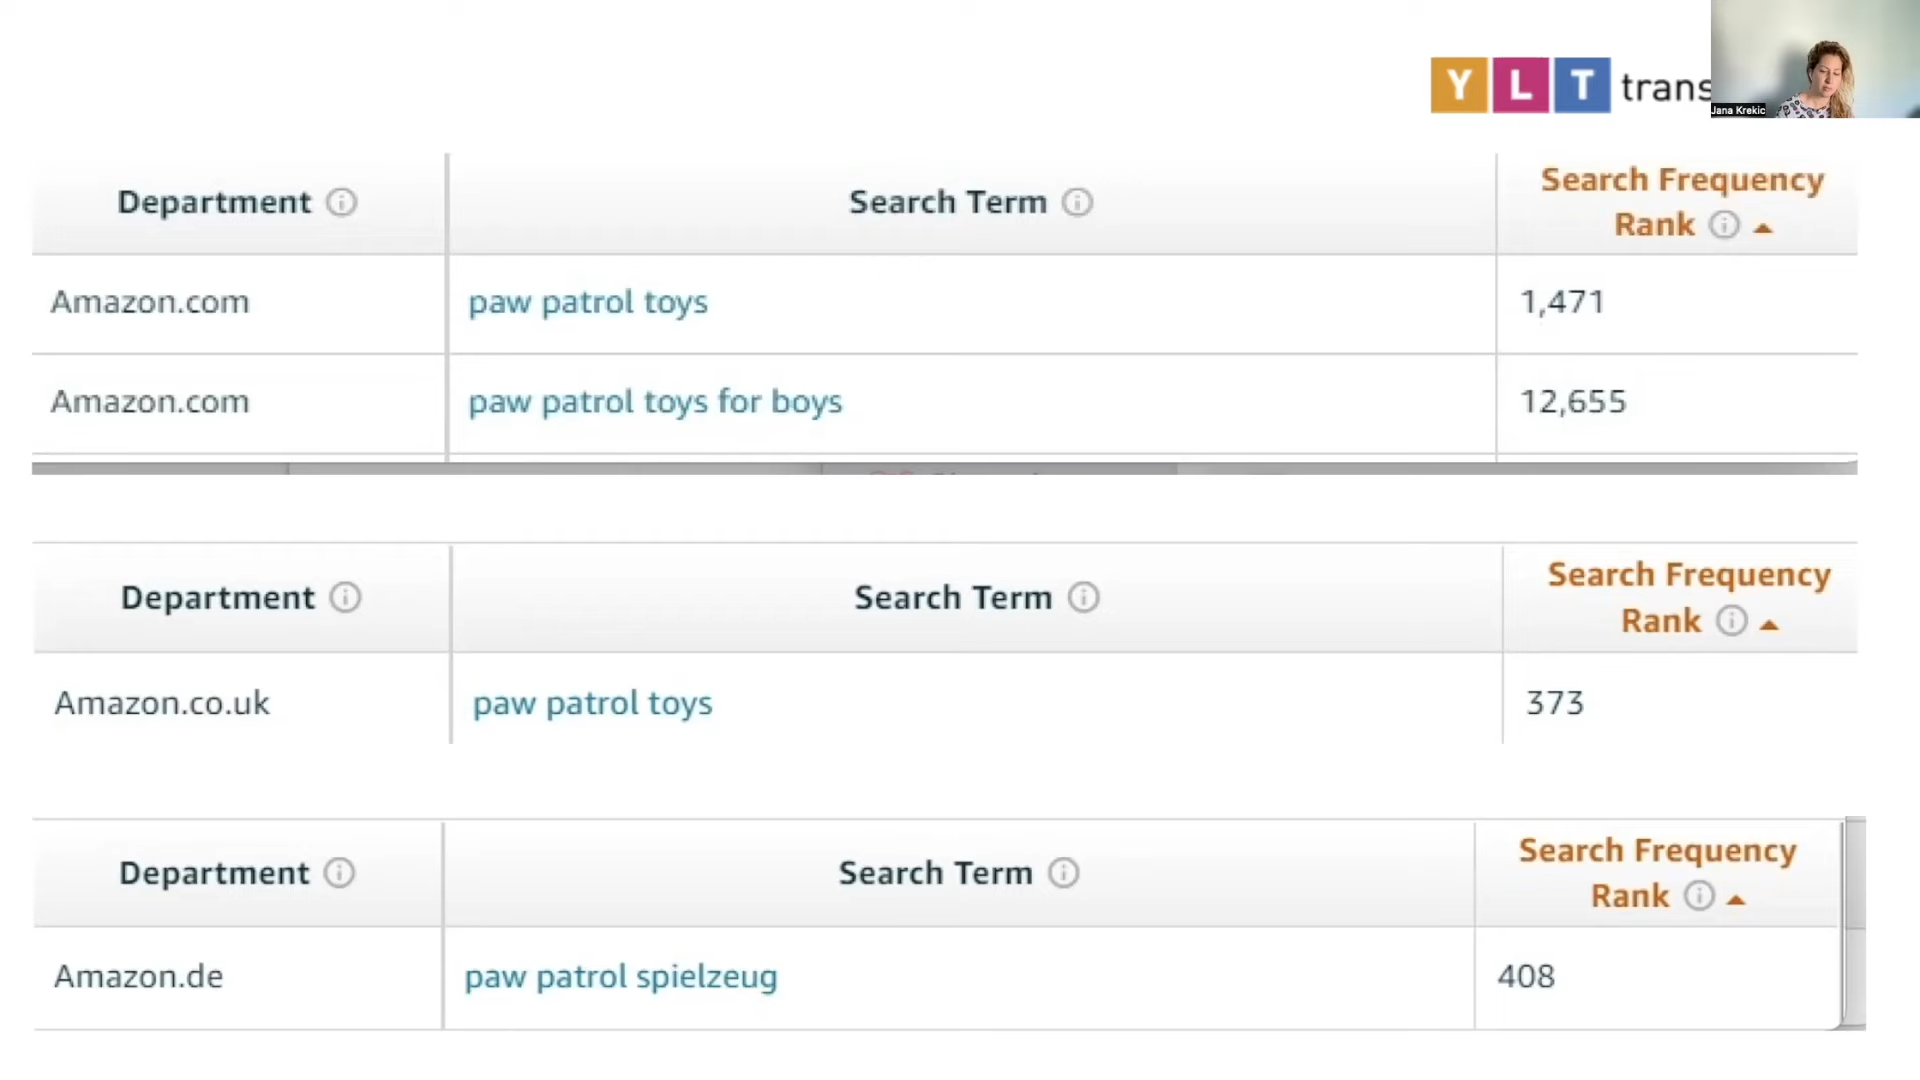 Y L T trans
Jana Krekic
Department Search Term Search Frequency Rank
Amazon.com paw patrol toys 1,471
Amazon.com paw patrol toys for boys 12,655
Department Search Term Search Frequency Rank
Amazon.co.uk paw patrol toys 373
Department Search Term Search Frequency Rank
Amazon.de paw patrol spielzeug 408